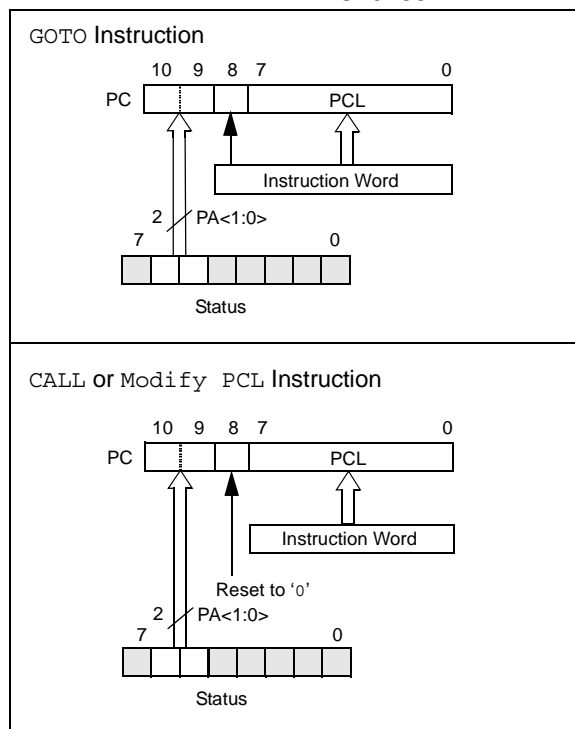 GOTO Instruction
10 9 8 7 0
PC PCL
Instruction Word
2 PA<1:0>
7 0
Status
CALL or Modify PCL Instruction
10 9 8 7 0
PC PCL
Instruction Word
Reset to ‘0’
2 PA<1:0>
7 0
Status